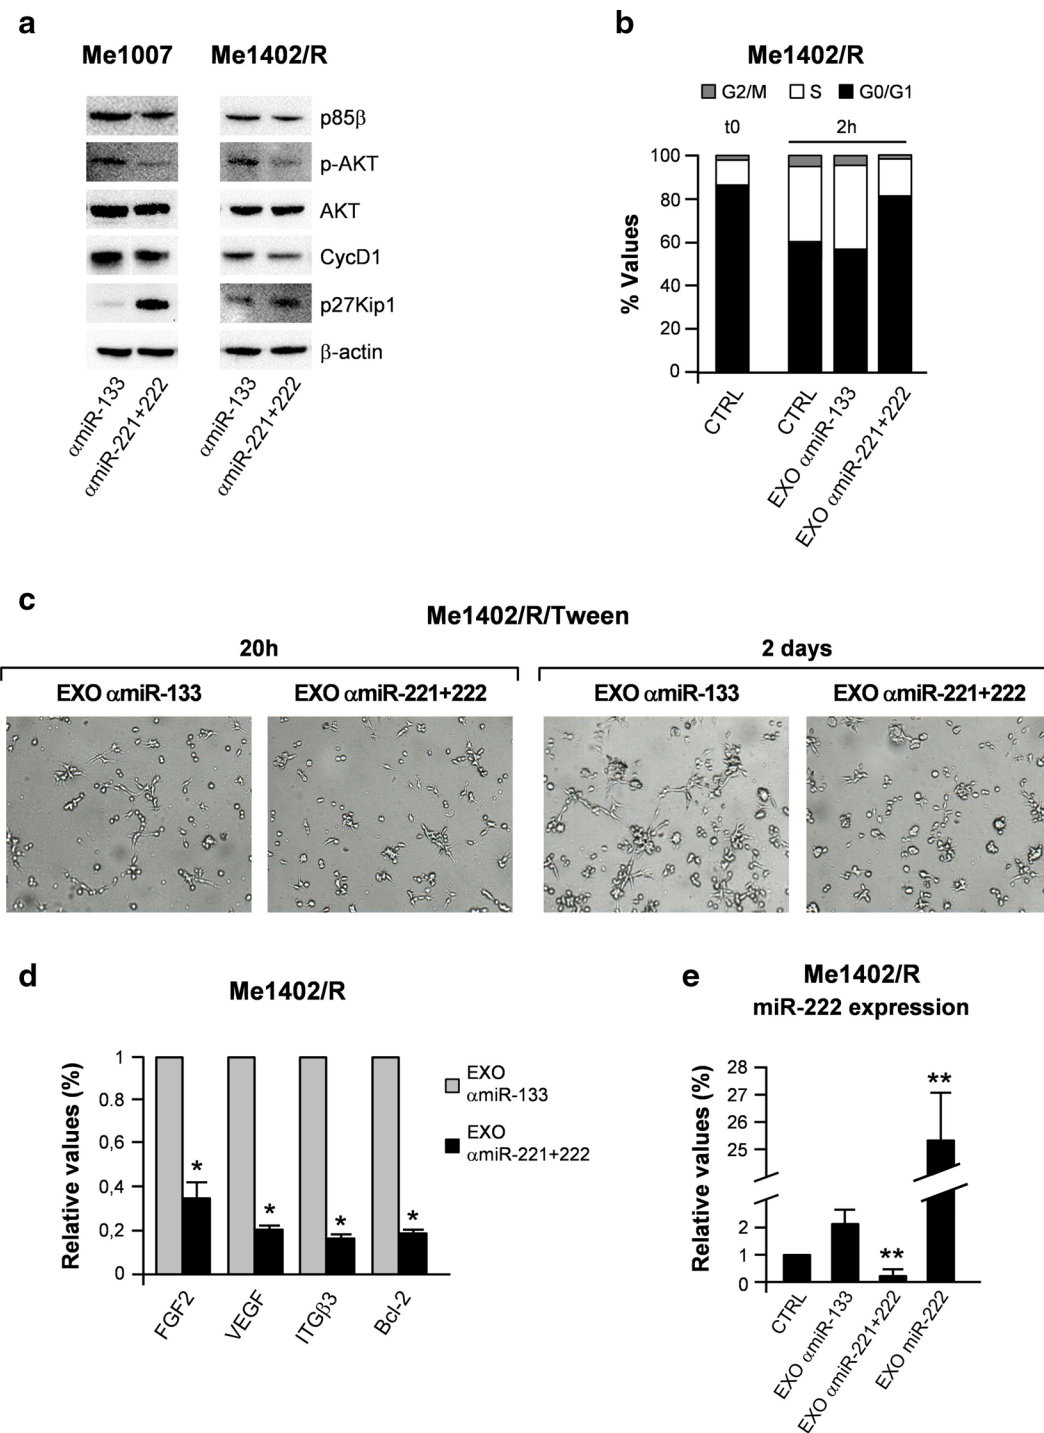 a
Me1007 Me1402/R
p85β
p-AKT
AKT
CycD1
p27Kip1
β-actin
αmiR-133
αmiR-221+222
αmiR-133
αmiR-221+222
b
Me1402/R
G2/M S G0/G1
t0 2h
% Values
100
80
60
40
20
0
CTRL
CTRL
EXO αmiR-133
EXO αmiR-221+222
c
Me1402/R/Tween
20h 2 days
EXO αmiR-133 EXO αmiR-221+222 EXO αmiR-133 EXO αmiR-221+222
d
Me1402/R
Relative values (%)
1
0.8
0,6
0,4
0,2
0
*
*
*
*
FGF2
VEGF
ITGβ3
Bcl-2
EXO
αmiR-133
EXO
αmiR-221+222
e
Me1402/R
miR-222 expression
Relative values (%)
28
27
26
25
2
1
0
**
**
CTRL
EXO αmiR-133
EXO αmiR-221+222
EXO miR-222